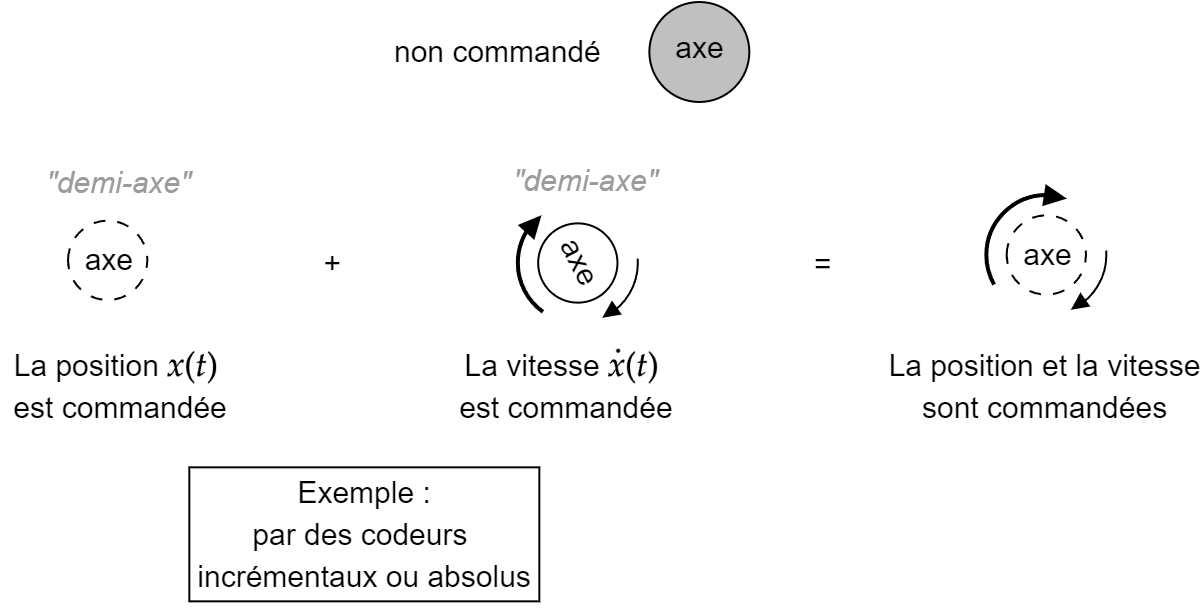 non commandé
axe
"demi-axe"
"demi-axe"
axe
+
axe
=
axe
La position x(t)
est commandée
La vitesse ẋ(t)
est commandée
La position et la vitesse
sont commandées
Exemple :
par des codeurs
incrémentaux ou absolus